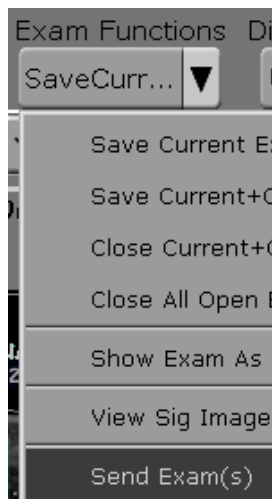 Exam Functions Di
SaveCurr... ▼
Save Current E
Save Current+
Close Current+
Close All Open
Show Exam As
View Sig Image
Send Exam(s)